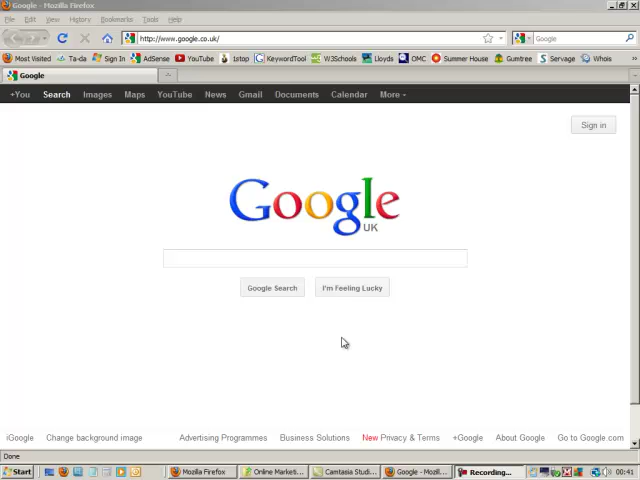 Google - Mozilla Firefox
File Edit View History Bookmarks Tools Help
http://www.google.co.uk/
Google
Most Visited Ta-da Sign In AdSense YouTube 1stop KeywordTool W3Schools Lloyds OMC Summer House Gumtree Servage Whois
Google
+You Search Images Maps YouTube News Gmail Documents Calendar More
Sign in
Google
UK
Google Search I'm Feeling Lucky
iGoogle Change background image Advertising Programmes Business Solutions New Privacy & Terms +Google About Google Go to Google.com
Done
Start Mozilla Firefox Online Marketi... Camtasia Studi... Google - Mozill... Recording... 00:41